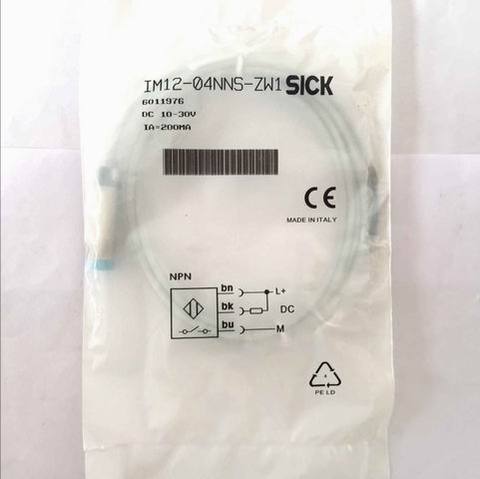 IM12-04NNS-ZW1 SICK
6011976
DC 10-30V
IA=200MA
CE
MADE IN ITALY
NPN
bn L+
bk DC
bu M
PE LD